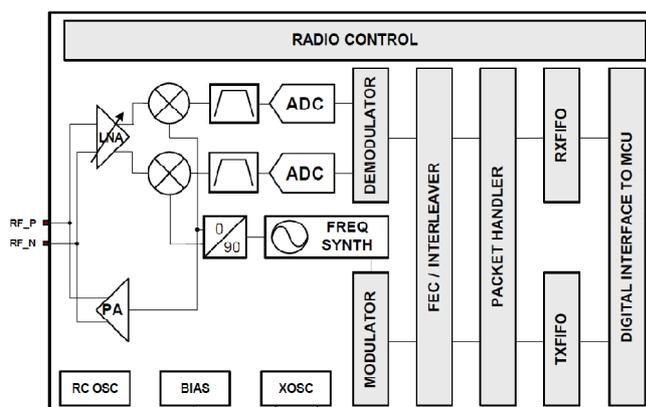 RADIO CONTROL
LNA
ADC
ADC
DEMODULATOR
FEC / INTERLEAVER
PACKET HANDLER
RXFIFO
DIGITAL INTERFACE TO MCU
RF_P
RF_N
0
90
FREQ
SYNTH
PA
MODULATOR
TXFIFO
RC OSC
BIAS
XOSC